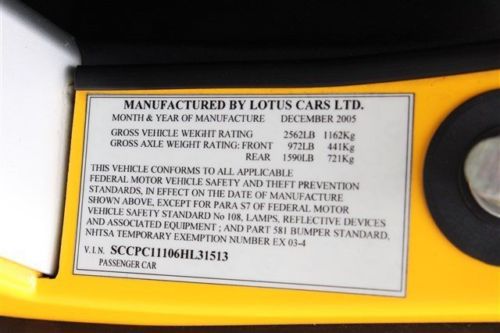 MANUFACTURED BY LOTUS CARS LTD.
MONTH & YEAR OF MANUFACTURE DECEMBER 2005
GROSS VEHICLE WEIGHT RATING 2562LB 1162Kg
GROSS AXLE WEIGHT RATING: FRONT 972LB 441Kg
REAR 1590LB 721Kg
THIS VEHICLE CONFORMS TO ALL APPLICABLE
FEDERAL MOTOR VEHICLE SAFETY AND THEFT PREVENTION
STANDARDS, IN EFFECT ON THE DATE OF MANUFACTURE
SHOWN ABOVE, EXCEPT FOR PARA S7 OF FEDERAL MOTOR
VEHICLE SAFETY STANDARD No 108, LAMPS, REFLECTIVE DEVICES
AND ASSOCIATED EQUIPMENT ; AND PART 581 BUMPER STANDARD,
NHTSA TEMPORARY EXEMPTION NUMBER EX 03-4
V. I. N. SCCPC11106HL31513
PASSENGER CAR